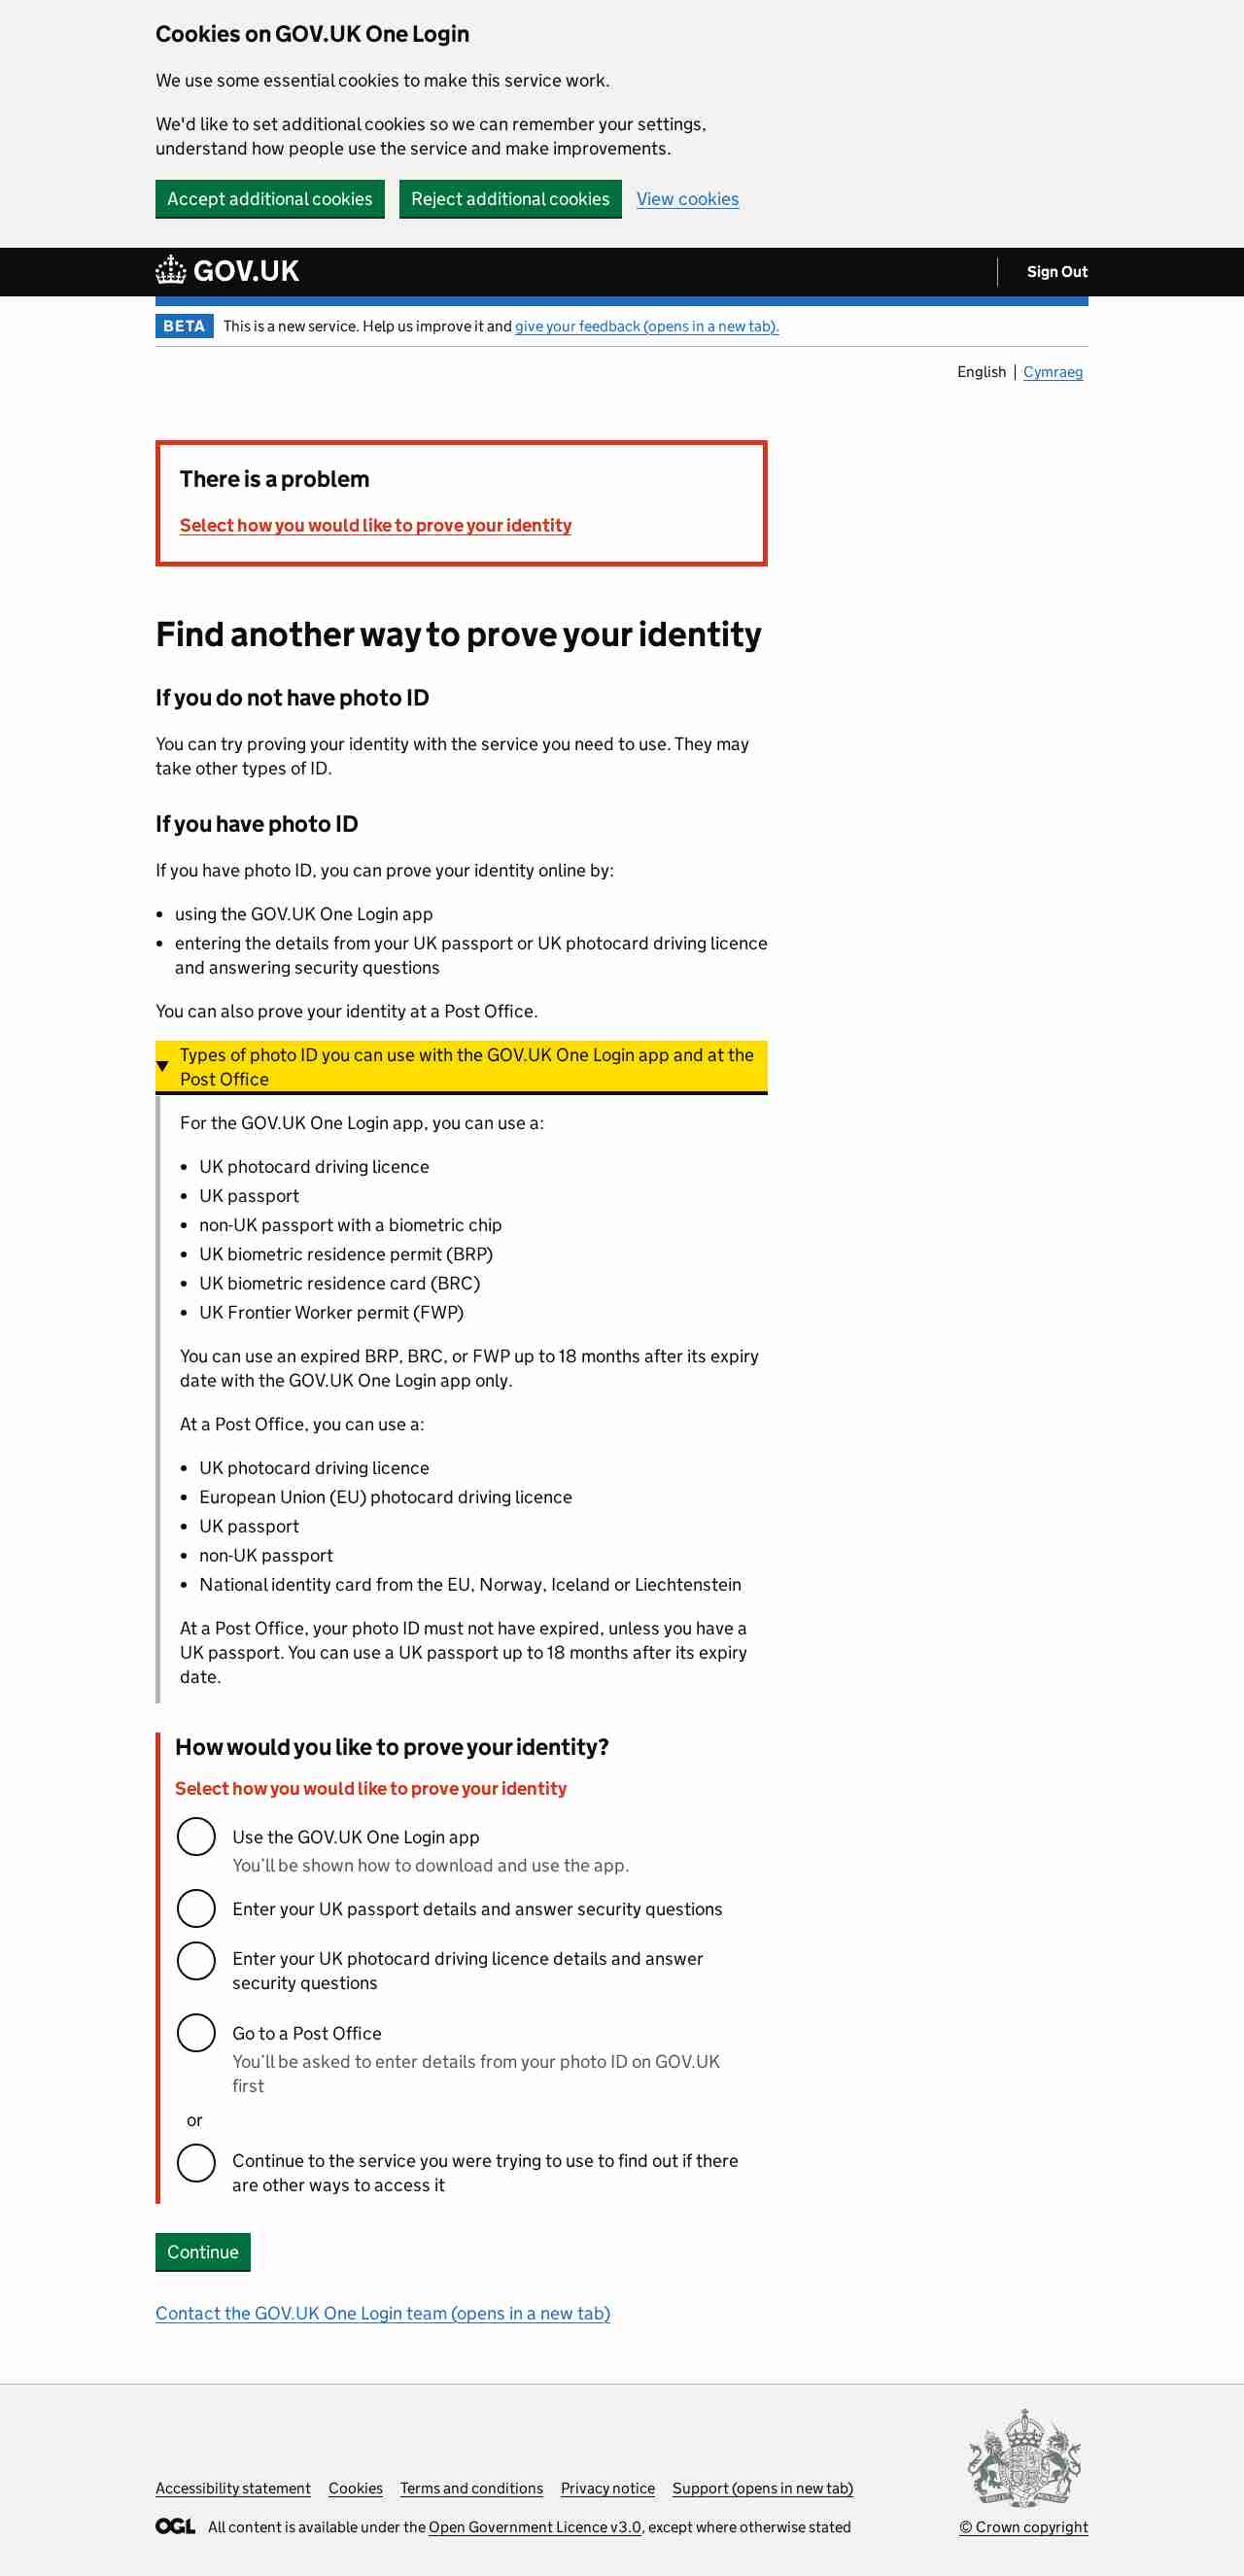 Cookies on GOV.UK One Login
We use some essential cookies to make this service work.
We'd like to set additional cookies so we can remember your settings,
understand how people use the service and make improvements.
Accept additional cookies
Reject additional cookies
View cookies
GOV.UK
Sign Out
BETA
This is a new service. Help us improve it and give your feedback (opens in a new tab).
English | Cymraeg
There is a problem
Select how you would like to prove your identity
Find another way to prove your identity
If you do not have photo ID
You can try proving your identity with the service you need to use. They may
take other types of ID.
If you have photo ID
If you have photo ID, you can prove your identity online by:
• using the GOV.UK One Login app
• entering the details from your UK passport or UK photocard driving licence
and answering security questions
You can also prove your identity at a Post Office.
Types of photo ID you can use with the GOV.UK One Login app and at the
Post Office
For the GOV.UK One Login app, you can use a:
• UK photocard driving licence
• UK passport
• non-UK passport with a biometric chip
• UK biometric residence permit (BRP)
• UK biometric residence card (BRC)
• UK Frontier Worker permit (FWP)
You can use an expired BRP, BRC, or FWP up to 18 months after its expiry
date with the GOV.UK One Login app only.
At a Post Office, you can use a:
• UK photocard driving licence
• European Union (EU) photocard driving licence
• UK passport
• non-UK passport
• National identity card from the EU, Norway, Iceland or Liechtenstein
At a Post Office, your photo ID must not have expired, unless you have a
UK passport. You can use a UK passport up to 18 months after its expiry
date.
How would you like to prove your identity?
Select how you would like to prove your identity
Use the GOV.UK One Login app
You’ll be shown how to download and use the app.
Enter your UK passport details and answer security questions
Enter your UK photocard driving licence details and answer
security questions
Go to a Post Office
You’ll be asked to enter details from your photo ID on GOV.UK
first
or
Continue to the service you were trying to use to find out if there
are other ways to access it
Continue
Contact the GOV.UK One Login team (opens in a new tab)
Accessibility statement
Cookies
Terms and conditions
Privacy notice
Support (opens in new tab)
OGL
All content is available under the Open Government Licence v3.0, except where otherwise stated
© Crown copyright